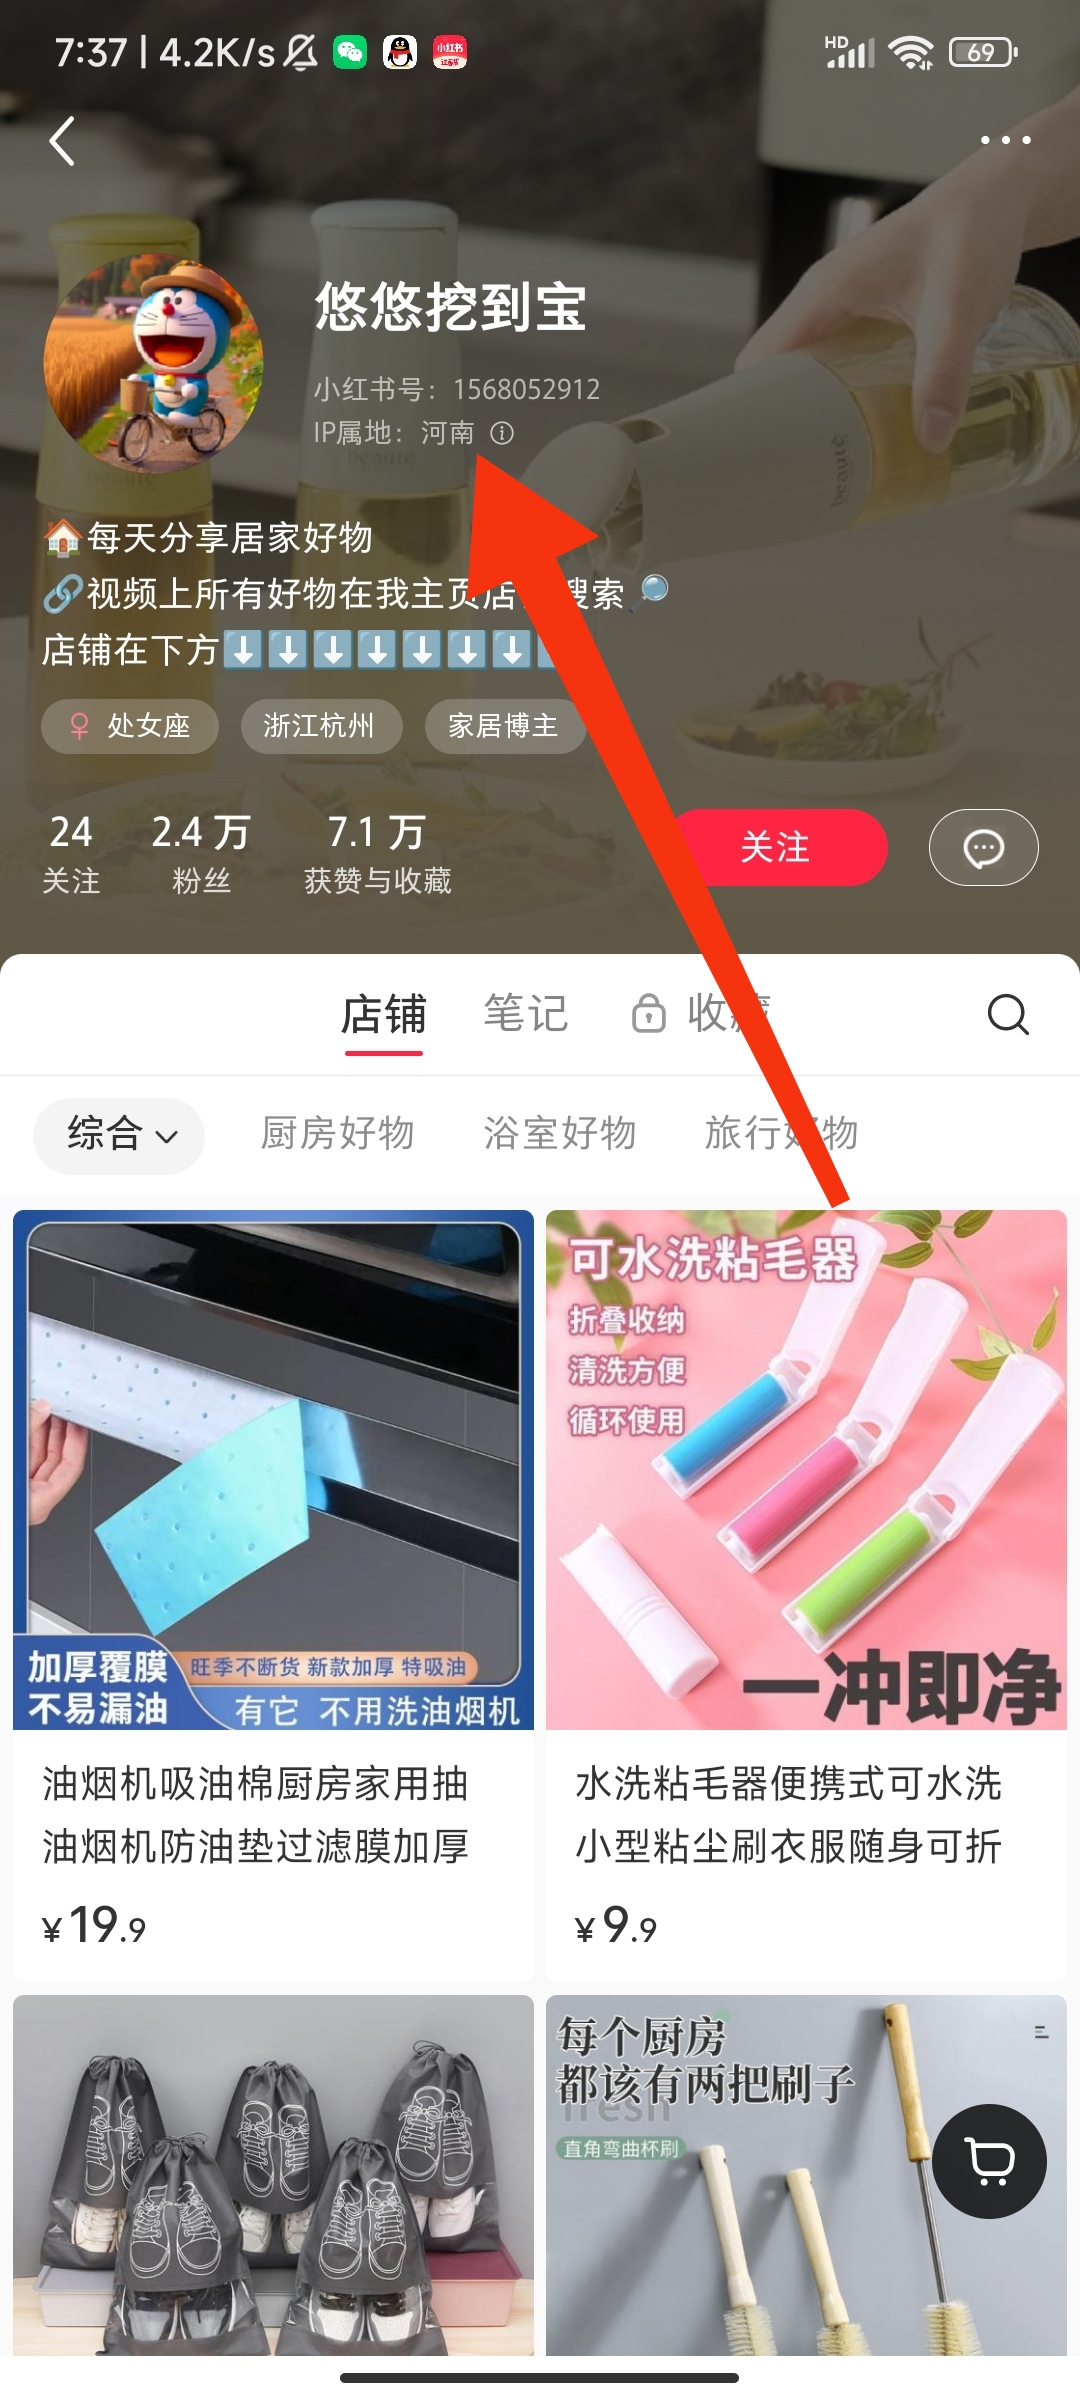 7:37 | 4.2K/s
小红书
HD
69
悠悠挖到宝
小红书号：1568052912
IP属地：河南
beauté
beauté
beauté
每天分享居家好物
视频上所有好物在我主页店 搜索
店铺在下方
处女座 浙江杭州 家居博主
24 2.4 万 7.1 万
关注 粉丝 获赞与收藏
关注
店铺 笔记 收藏
综合 厨房好物 浴室好物 旅行好物
加厚覆膜
不易漏油
旺季不断货 新款加厚 特吸油
有它 不用洗油烟机
油烟机吸油棉厨房家用抽
油烟机防油垫过滤膜加厚
¥19.9
可水洗粘毛器
折叠收纳
清洗方便
循环使用
一冲即净
水洗粘毛器便携式可水洗
小型粘尘刷衣服随身可折
¥9.9
每个厨房
都该有两把刷子
fresh
直角弯曲杯刷